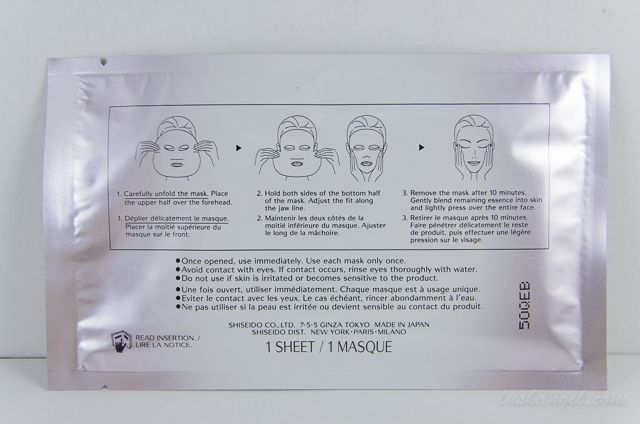 1. Carefully unfold the mask. Place
the upper half over the forehead.
1. Déplier délicatement le masque.
Placer la moitié supérieure du
masque sur le front.
2. Hold both sides of the bottom half
of the mask. Adjust the fit along
the jaw line.
2. Maintenir les deux côtés de la
moitié inférieure du masque. Ajuster
le long de la mâchoire.
3. Remove the mask after 10 minutes.
Gently blend remaining essence into skin
and lightly press over the entire face.
3. Retirer le masque après 10 minutes.
Faire pénétrer délicatement le reste
de produit, puis effectuer une légère
pression sur le visage.
●Once opened, use immediately. Use each mask only once.
●Avoid contact with eyes. If contact occurs, rinse eyes thoroughly with water.
●Do not use if skin is irritated or becomes sensitive to the product.
●Une fois ouvert, utiliser immédiatement. Chaque masque est à usage unique.
●Eviter le contact avec les yeux. Le cas échéant, rincer abondamment à l'eau.
●Ne pas utiliser si la peau est irritée ou devient sensible au contact du produit.
SHISEIDO CO., LTD. 7-5-5 GINZA TOKYO MADE IN JAPAN
SHISEIDO DIST. NEW YORK·PARIS·MILANO
READ INSERTION. /
LIRE LA NOTICE.
1 SHEET / 1 MASQUE
500EB
lushangel.com